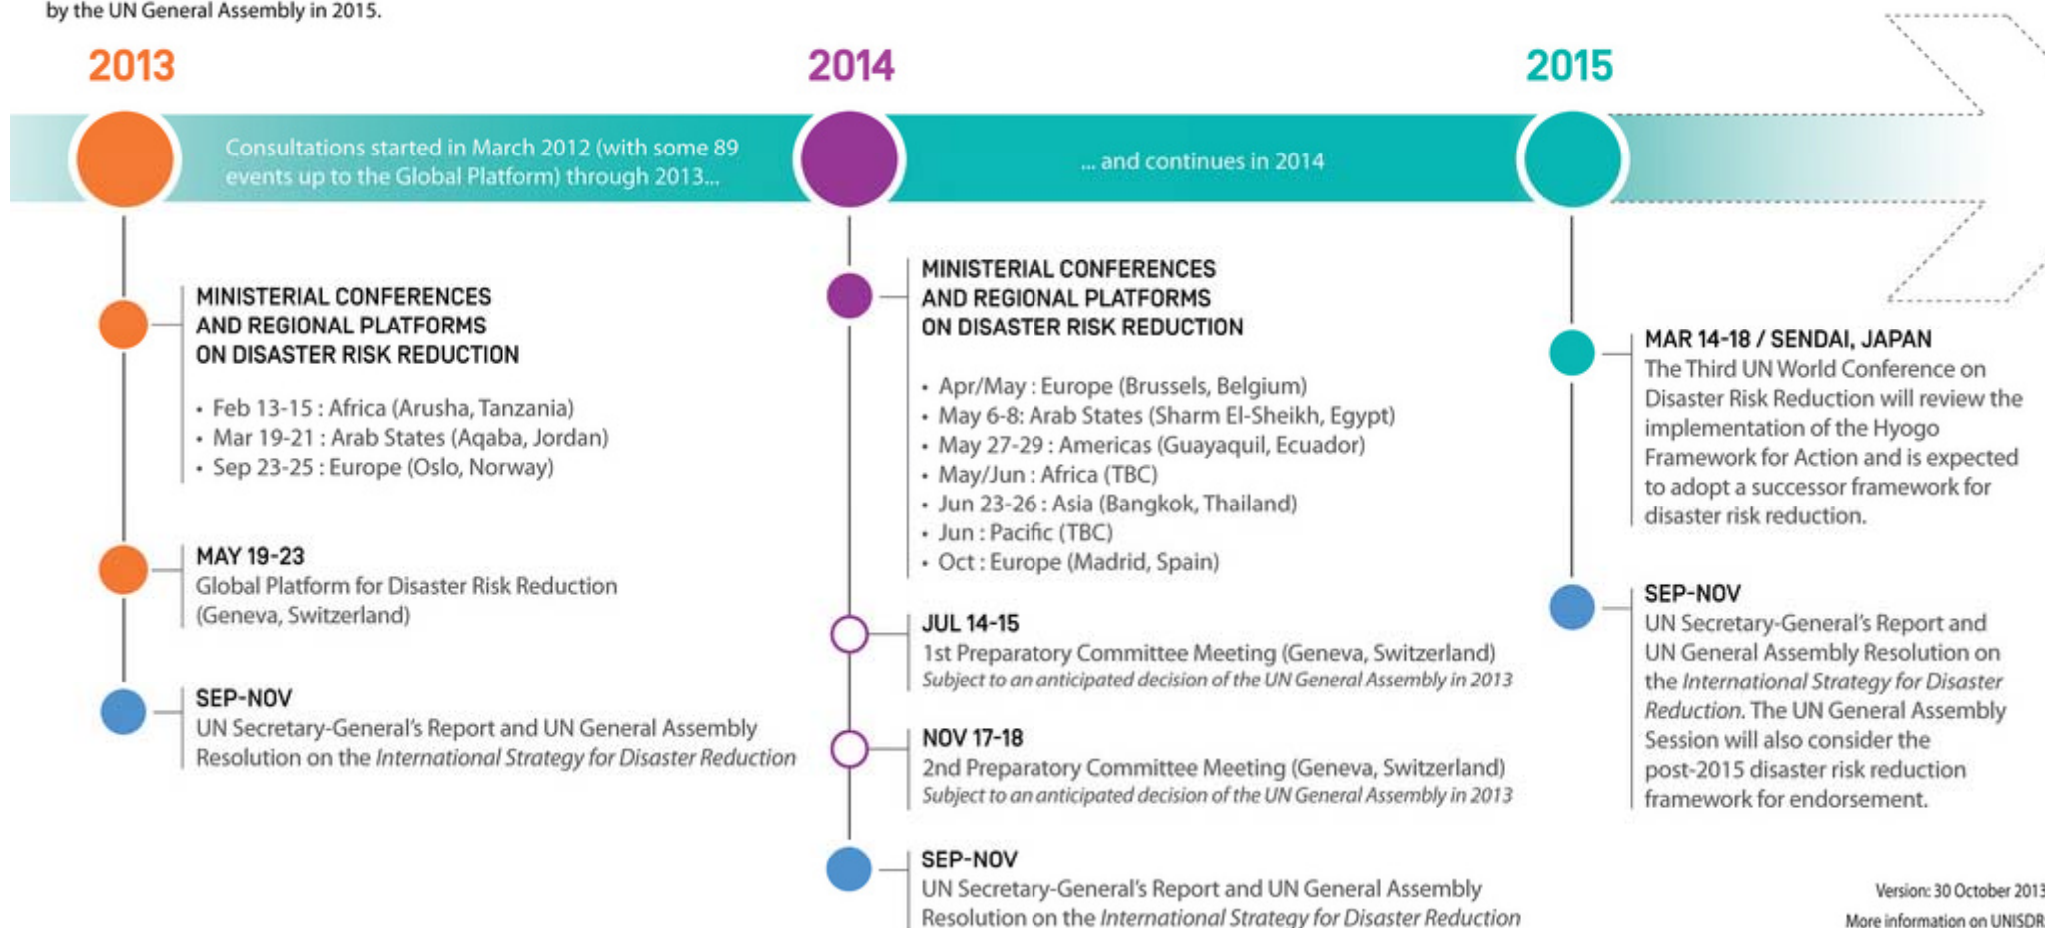 by the UN General Assembly in 2015.
2013
2014
2015
Consultations started in March 2012 (with some 89
events up to the Global Platform) through 2013...
... and continues in 2014
MINISTERIAL CONFERENCES
AND REGIONAL PLATFORMS
ON DISASTER RISK REDUCTION
• Feb 13-15 : Africa (Arusha, Tanzania)
• Mar 19-21 : Arab States (Aqaba, Jordan)
• Sep 23-25 : Europe (Oslo, Norway)
MAY 19-23
Global Platform for Disaster Risk Reduction
(Geneva, Switzerland)
SEP-NOV
UN Secretary-General's Report and UN General Assembly
Resolution on the International Strategy for Disaster Reduction
MINISTERIAL CONFERENCES
AND REGIONAL PLATFORMS
ON DISASTER RISK REDUCTION
• Apr/May : Europe (Brussels, Belgium)
• May 6-8: Arab States (Sharm El-Sheikh, Egypt)
• May 27-29 : Americas (Guayaquil, Ecuador)
• May/Jun : Africa (TBC)
• Jun 23-26 : Asia (Bangkok, Thailand)
• Jun : Pacific (TBC)
• Oct : Europe (Madrid, Spain)
JUL 14-15
1st Preparatory Committee Meeting (Geneva, Switzerland)
Subject to an anticipated decision of the UN General Assembly in 2013
NOV 17-18
2nd Preparatory Committee Meeting (Geneva, Switzerland)
Subject to an anticipated decision of the UN General Assembly in 2013
SEP-NOV
UN Secretary-General's Report and UN General Assembly
Resolution on the International Strategy for Disaster Reduction
MAR 14-18 / SENDAI, JAPAN
The Third UN World Conference on
Disaster Risk Reduction will review the
implementation of the Hyogo
Framework for Action and is expected
to adopt a successor framework for
disaster risk reduction.
SEP-NOV
UN Secretary-General's Report and
UN General Assembly Resolution on
the International Strategy for Disaster
Reduction. The UN General Assembly
Session will also consider the
post-2015 disaster risk reduction
framework for endorsement.
Version: 30 October 2013
More information on UNISDR